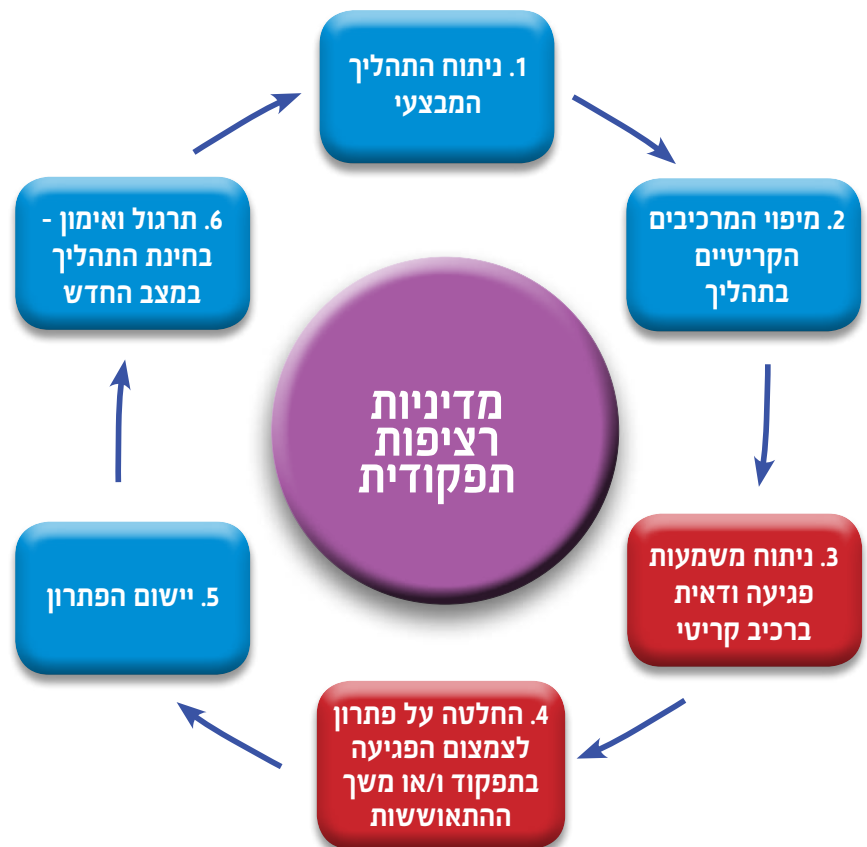 1. ניתוח התהליך
המבצעי
2. מיפוי המרכיבים
הקריטיים
בתהליך
3. ניתוח משמעות
פגיעה ודאית
ברכיב קריטי
4. החלטה על פתרון
לצמצום הפגיעה
בתפקוד ו/או משך
ההתאוששות
5. יישום הפתרון
6. תרגול ואימון -
בחינת התהליך
במצב החדש
מדיניות
רציפות
תפקודית